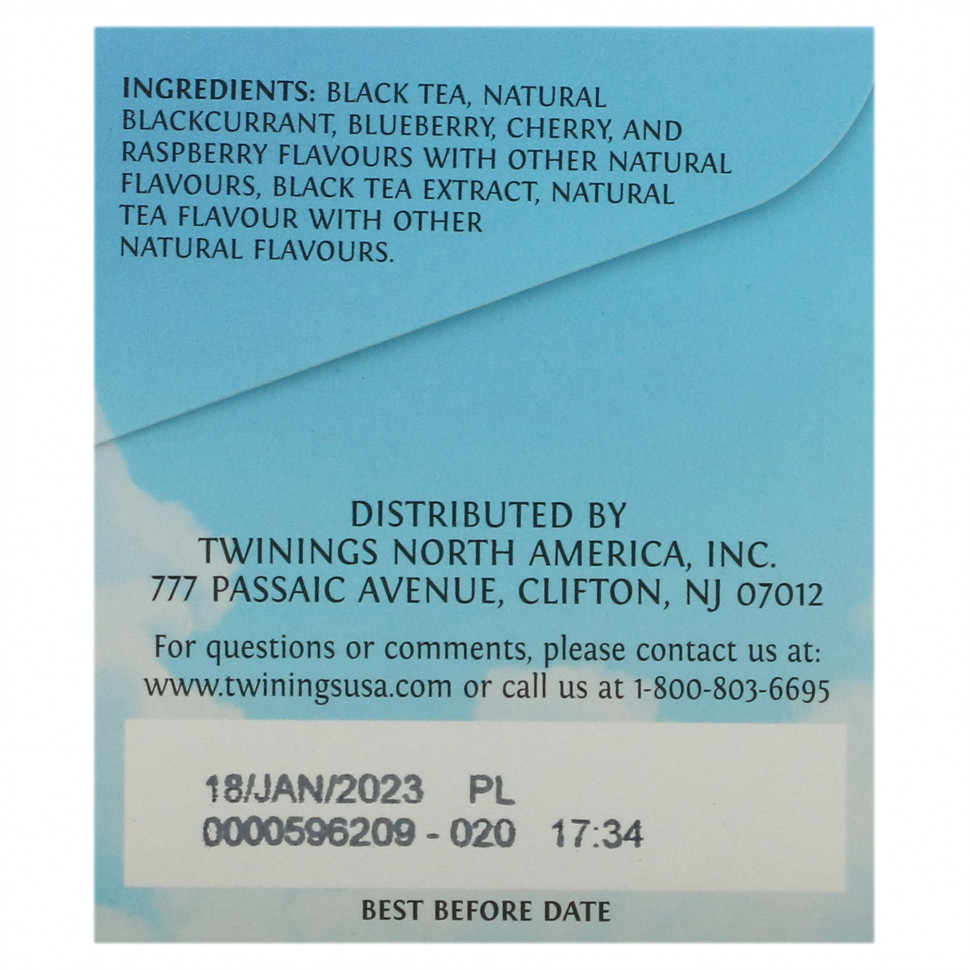 INGREDIENTS: BLACK TEA, NATURAL
BLACKCURRANT, BLUEBERRY, CHERRY, AND
RASPBERRY FLAVOURS WITH OTHER NATURAL
FLAVOURS, BLACK TEA EXTRACT, NATURAL
TEA FLAVOUR WITH OTHER
NATURAL FLAVOURS.
DISTRIBUTED BY
TWININGS NORTH AMERICA, INC.
777 PASSAIC AVENUE, CLIFTON, NJ 07012
For questions or comments, please contact us at:
www.twiningsusa.com or call us at 1-800-803-6695
18/JAN/2023 PL
0000596209 - 020 17:34
BEST BEFORE DATE